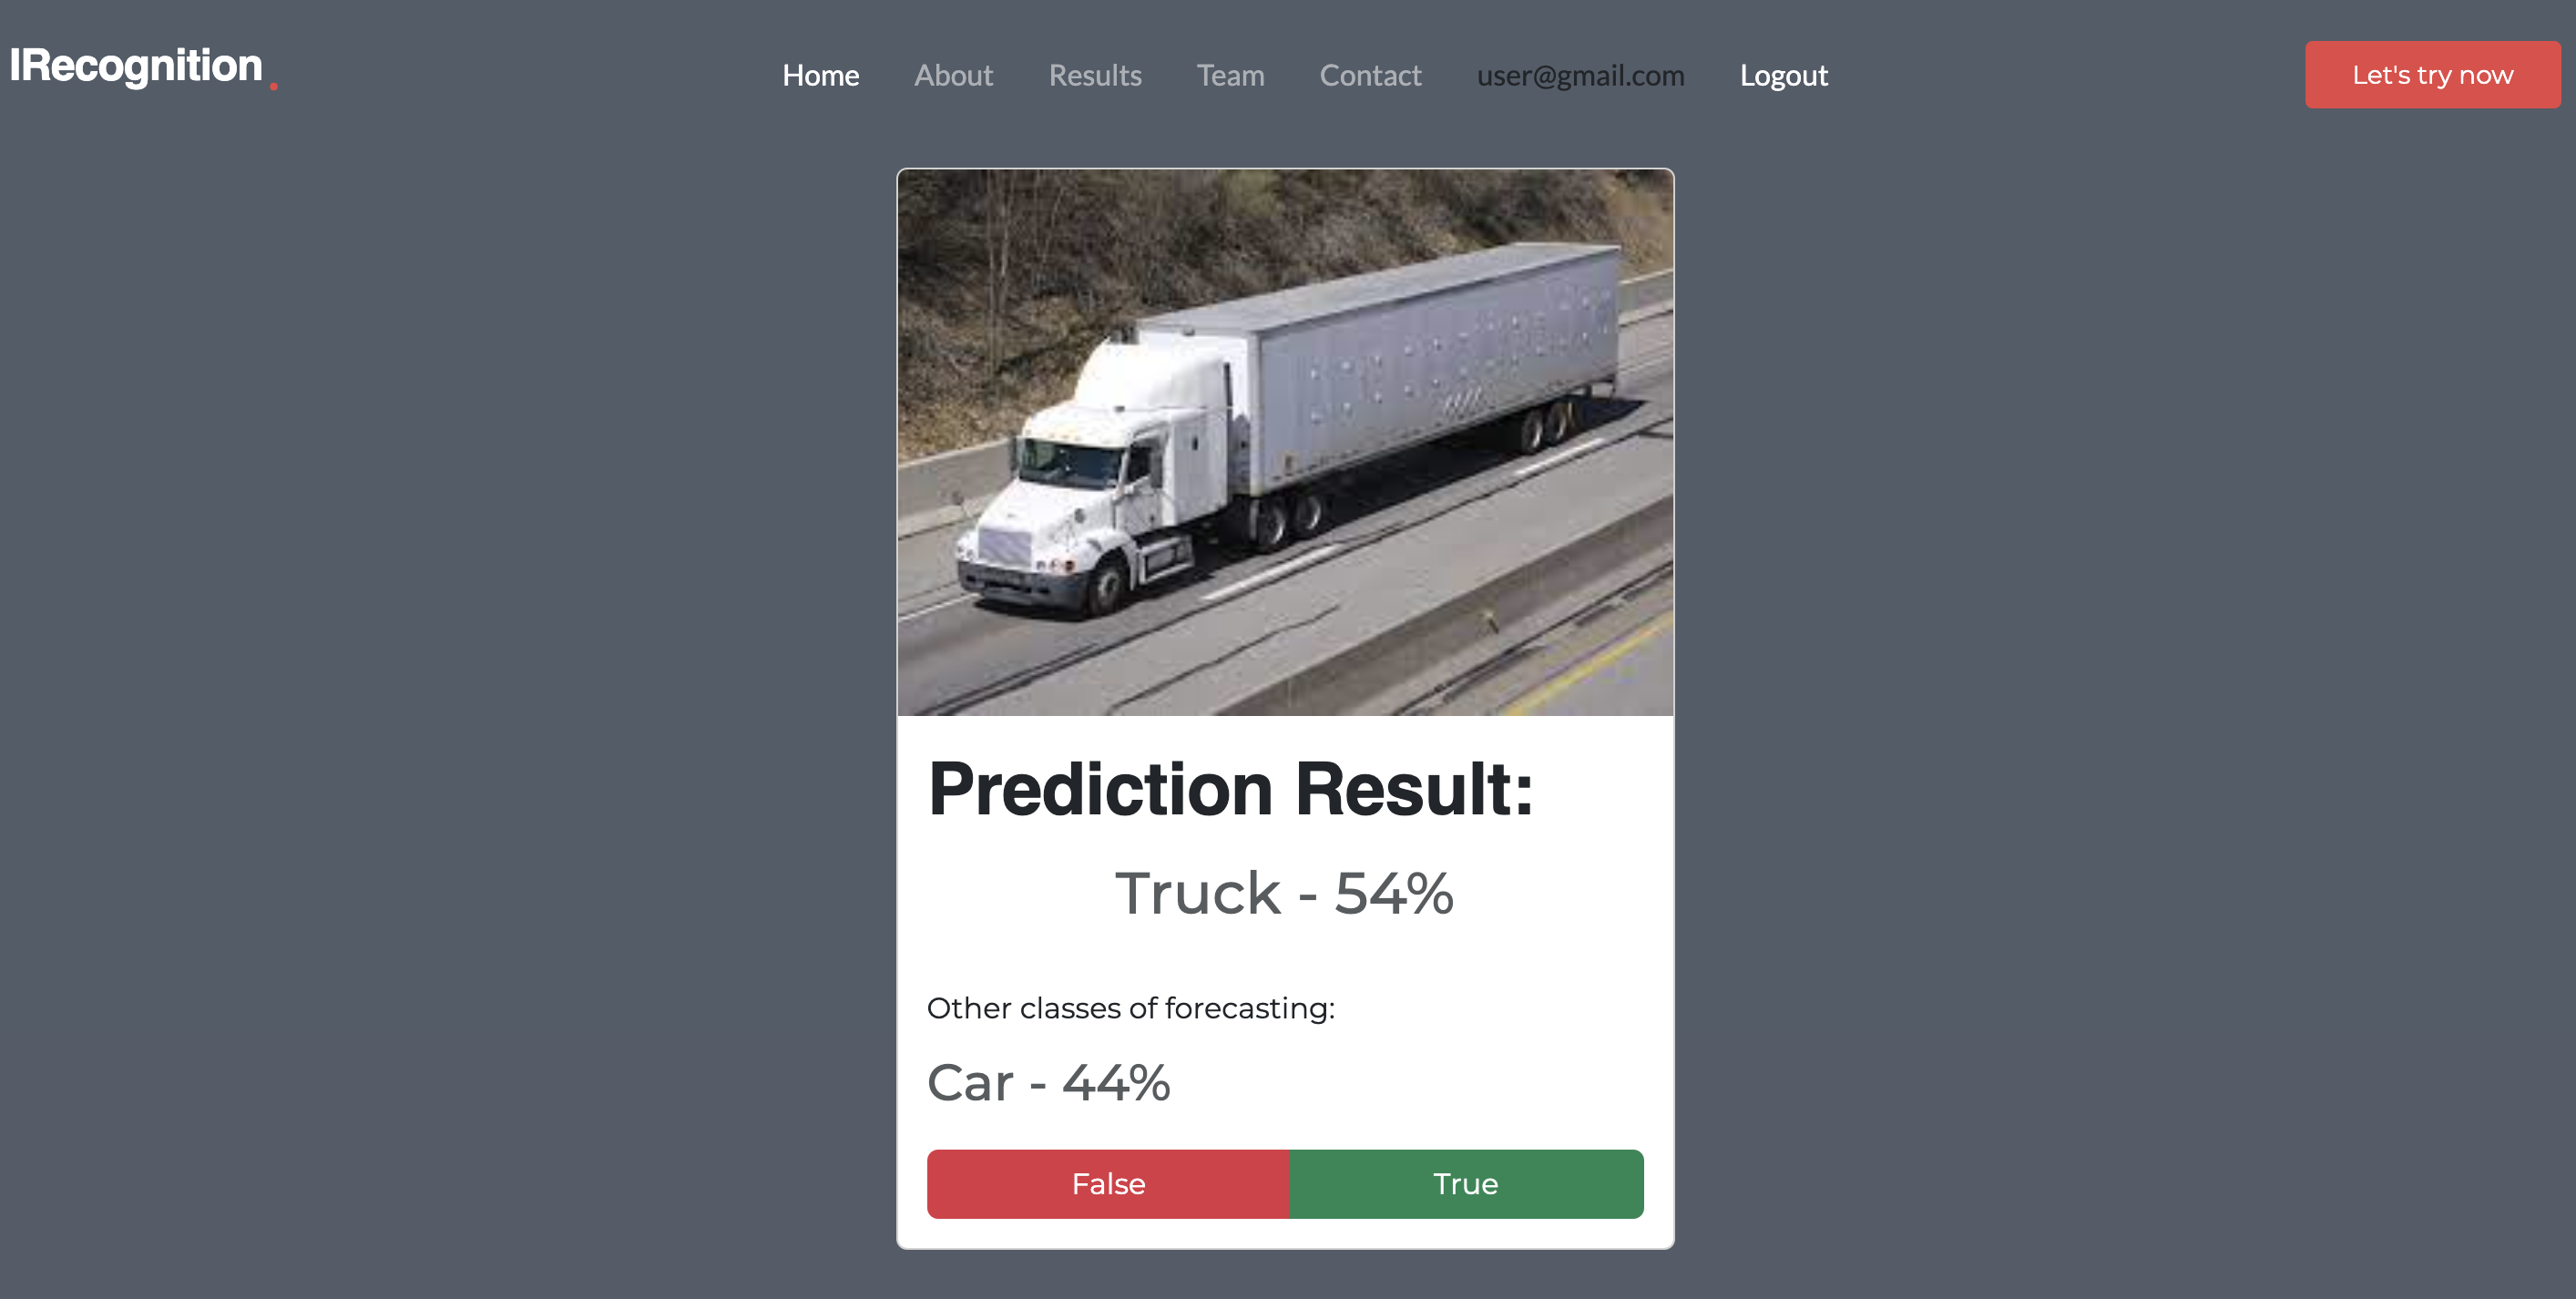 IRecognition.
Home About Results Team Contact user@gmail.com Logout
Let's try now
Prediction Result:
Truck - 54%
Other classes of forecasting:
Car - 44%
False True